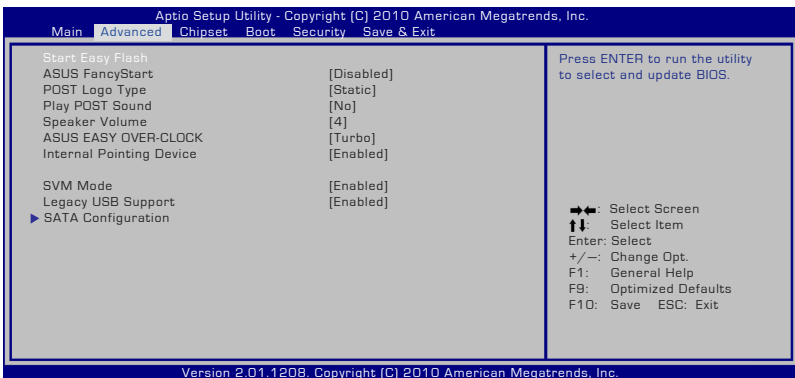 Aptio Setup Utility - Copyright (C) 2010 American Megatrends, Inc.
Main Advanced Chipset Boot Security Save & Exit
Start Easy Flash
ASUS FancyStart [Disabled]
POST Logo Type [Static]
Play POST Sound [No]
Speaker Volume [4]
ASUS EASY OVER-CLOCK [Turbo]
Internal Pointing Device [Enabled]
SVM Mode [Enabled]
Legacy USB Support [Enabled]
SATA Configuration
Press ENTER to run the utility
to select and update BIOS.
→←: Select Screen
↑↓: Select Item
Enter: Select
+/—: Change Opt.
F1: General Help
F9: Optimized Defaults
F10: Save ESC: Exit
Version 2.01.1208. Copyright (C) 2010 American Megatrends, Inc.